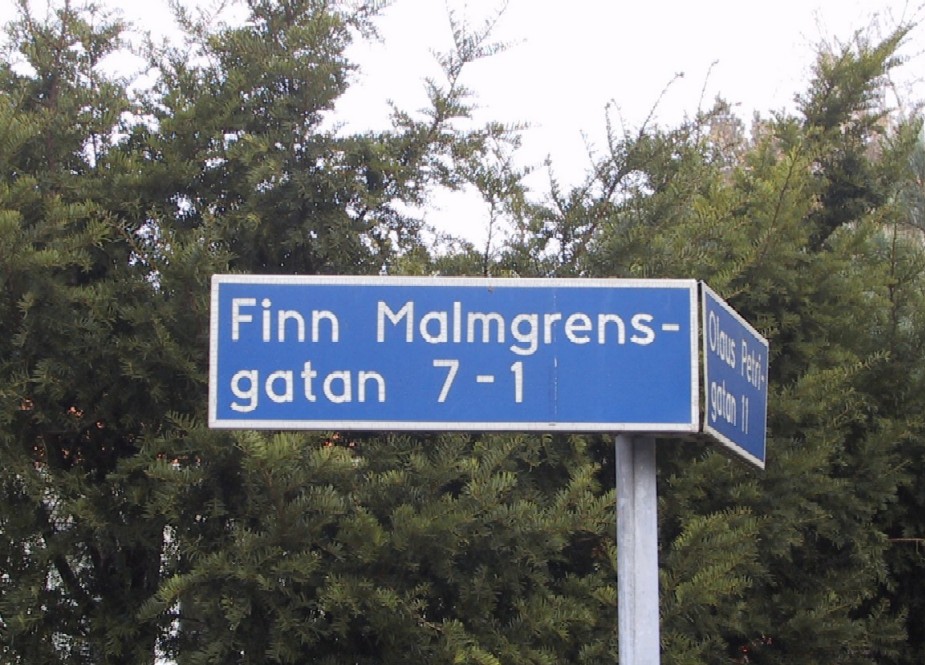 Finn Malmgrens-
gatan 7-1
Olaus Petri-
gatan 11